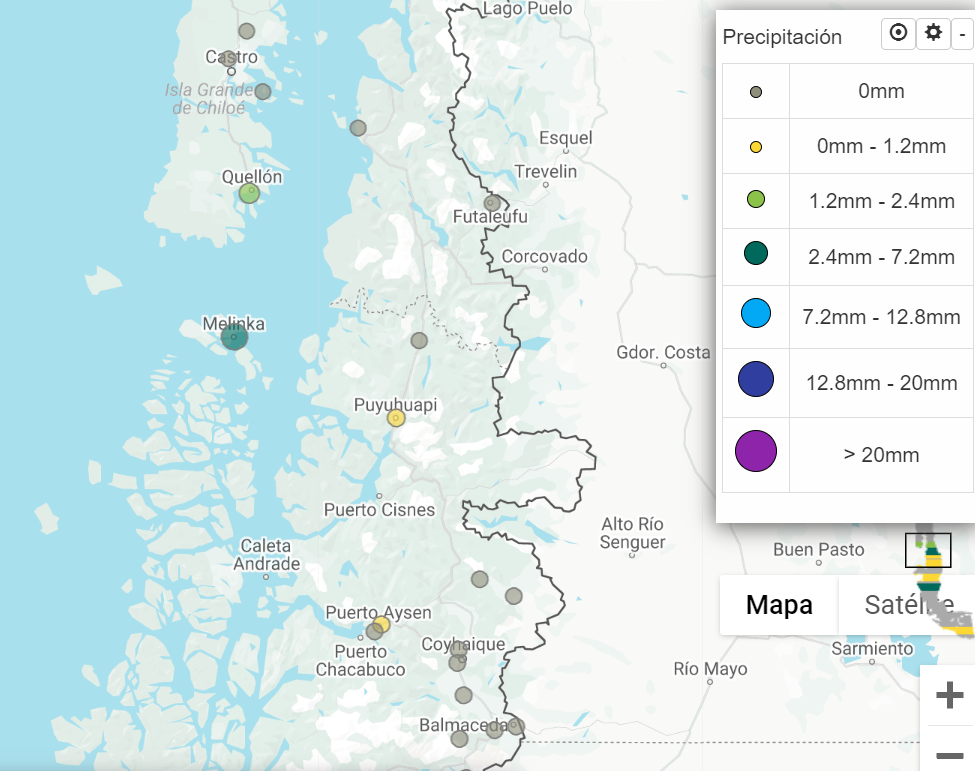 Lago Puelo
Castro
Isla Grande
de Chiloé
Esquel
Trevelin
Quellón
Futaleufu
Corcovado
Melinka
Gdor. Costa
Puyuhuapi
Puerto Cisnes
Alto Río
Senguer
Caleta
Andrade
Buen Pasto
Puerto Aysen
Puerto
Chacabuco
Coyhaique
Sarmiento
Río Mayo
Balmaceda
Precipitación
-
0mm
0mm - 1.2mm
1.2mm - 2.4mm
2.4mm - 7.2mm
7.2mm - 12.8mm
12.8mm - 20mm
> 20mm
Mapa
Satélite
+
−